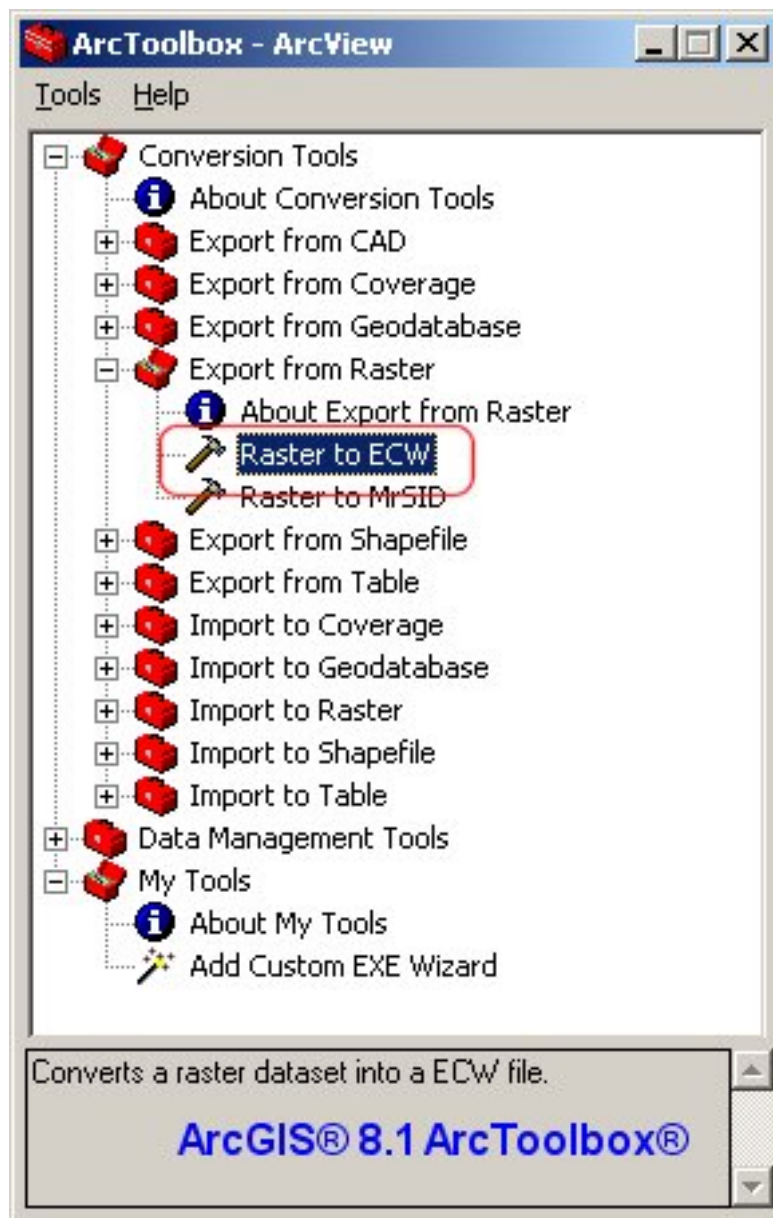 ArcToolbox - ArcView
Tools Help
Conversion Tools
About Conversion Tools
Export from CAD
Export from Coverage
Export from Geodatabase
Export from Raster
About Export from Raster
Raster to ECW
Raster to MrSID
Export from Shapefile
Export from Table
Import to Coverage
Import to Geodatabase
Import to Raster
Import to Shapefile
Import to Table
Data Management Tools
My Tools
About My Tools
Add Custom EXE Wizard
Converts a raster dataset into a ECW file.
ArcGIS® 8.1 ArcToolbox®